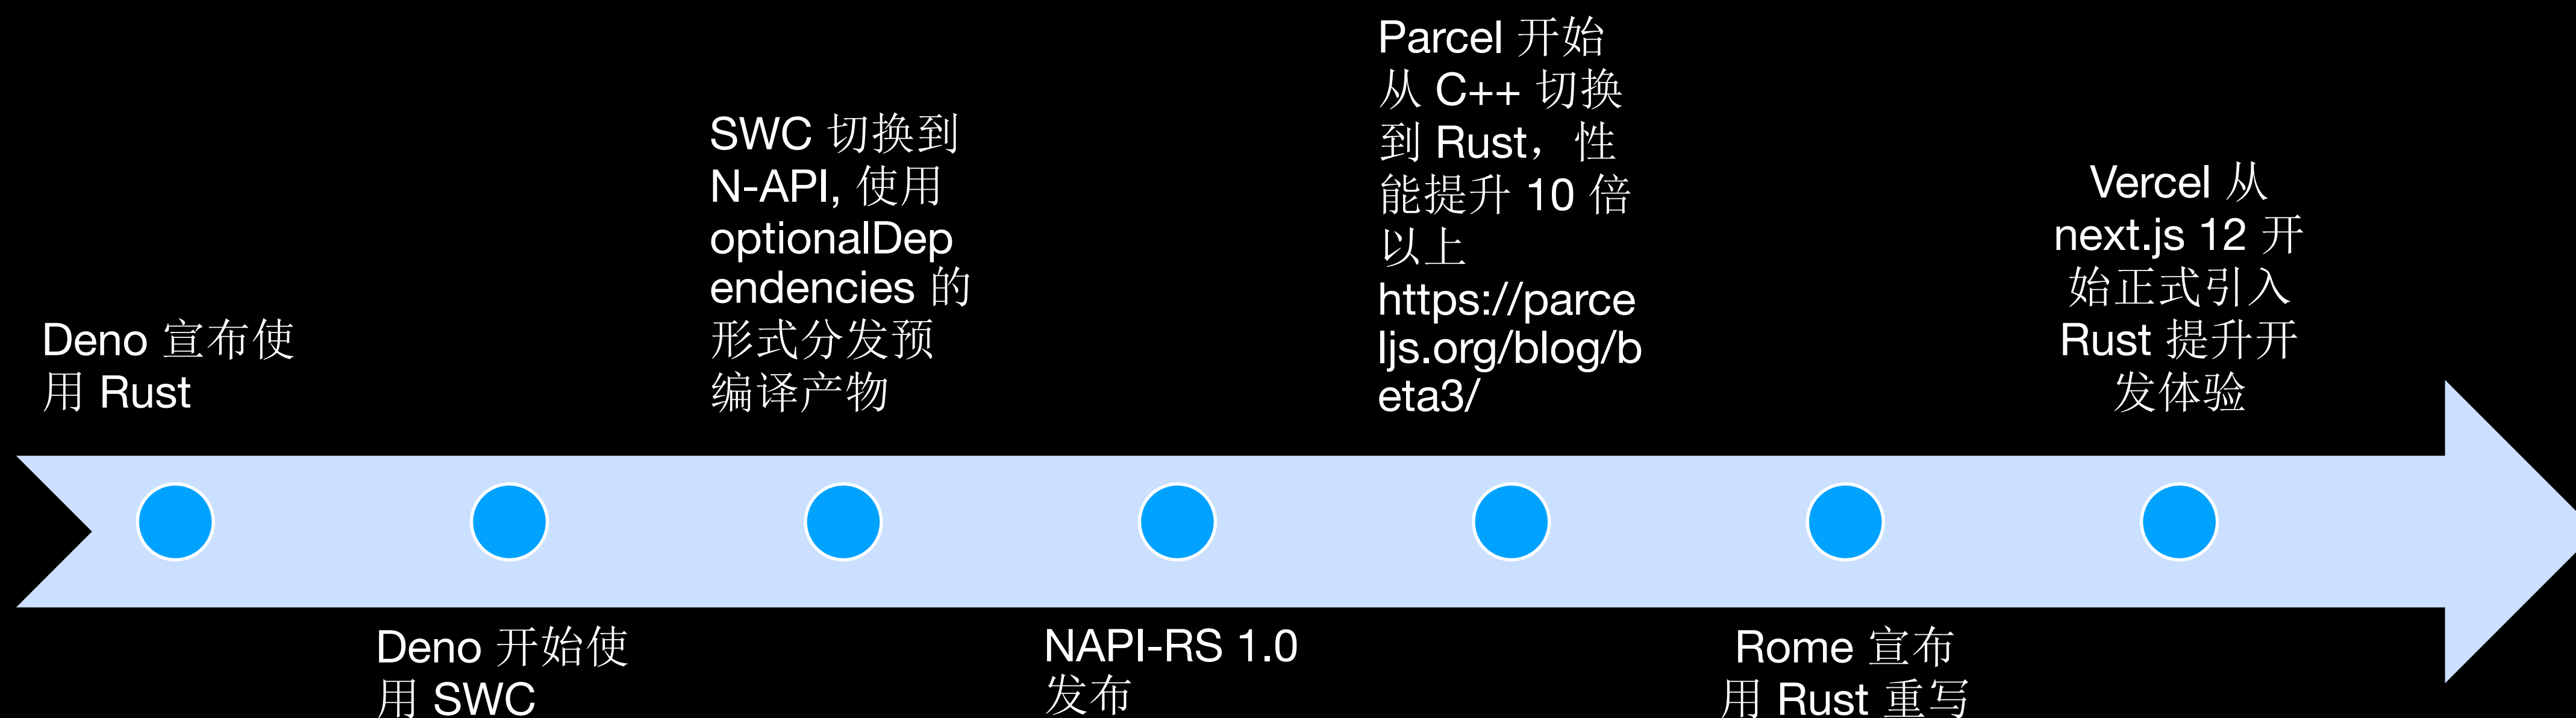 Deno 宣布使
用 Rust
Deno 开始使
用 SWC
SWC 切换到
N-API, 使用
optionalDep
endencies 的
形式分发预
编译产物
NAPI-RS 1.0
发布
Parcel 开始
从 C++ 切换
到 Rust，性
能提升 10 倍
以上
https://parce
ljs.org/blog/b
eta3/
Rome 宣布
用 Rust 重写
Vercel 从
next.js 12 开
始正式引入
Rust 提升开
发体验